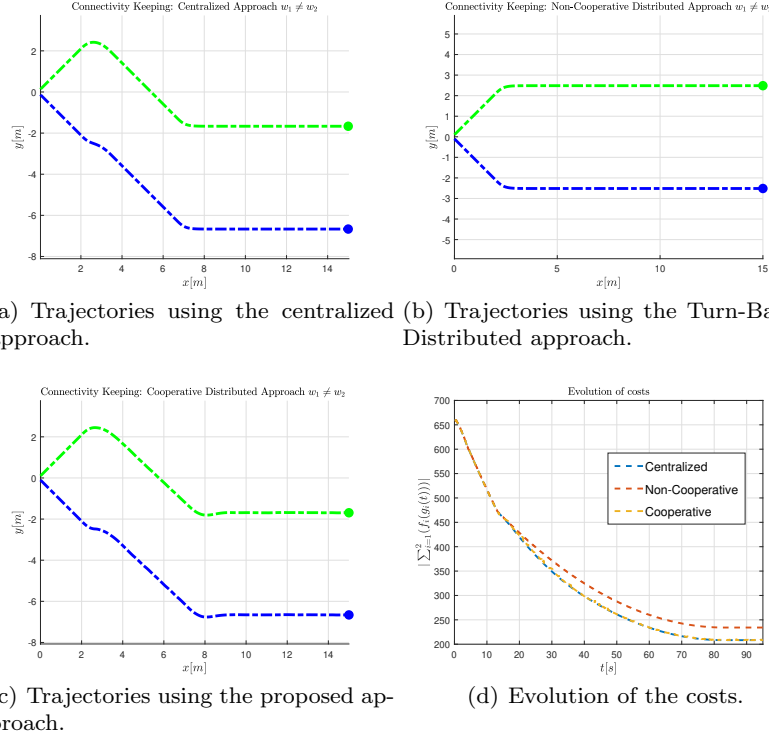 Connectivity Keeping: Centralized Approach w₁ ≠ w₂
2
0
-2
-4
-6
-8
y[m]
2 4 6 8 10 12 14
x[m]
a) Trajectories using the centralized
pproach.
Connectivity Keeping: Non-Cooperative Distributed Approach w₁ ≠ w
5
4
3
2
1
0
-1
-2
-3
-4
-5
y[m]
0 5 10 15
x[m]
(b) Trajectories using the Turn-Ba
Distributed approach.
Connectivity Keeping: Cooperative Distributed Approach w₁ ≠ w₂
2
0
-2
-4
-6
-8
y[m]
0 2 4 6 8 10 12 14
x[m]
c) Trajectories using the proposed ap-
proach.
Evolution of costs
700
650
600
550
500
450
400
350
300
250
200
|∑²ᵢ₌₁(fᵢ(gᵢ(t)))|
Centralized
Non-Cooperative
Cooperative
0 10 20 30 40 50 60 70 80 90
t[s]
(d) Evolution of the costs.